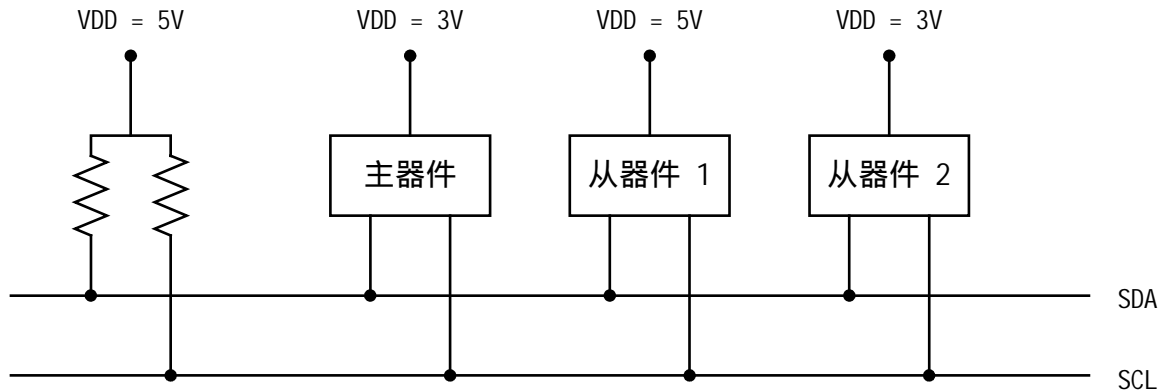 VDD = 5V
VDD = 3V
VDD = 5V
VDD = 3V
主器件
从器件 1
从器件 2
SDA
SCL